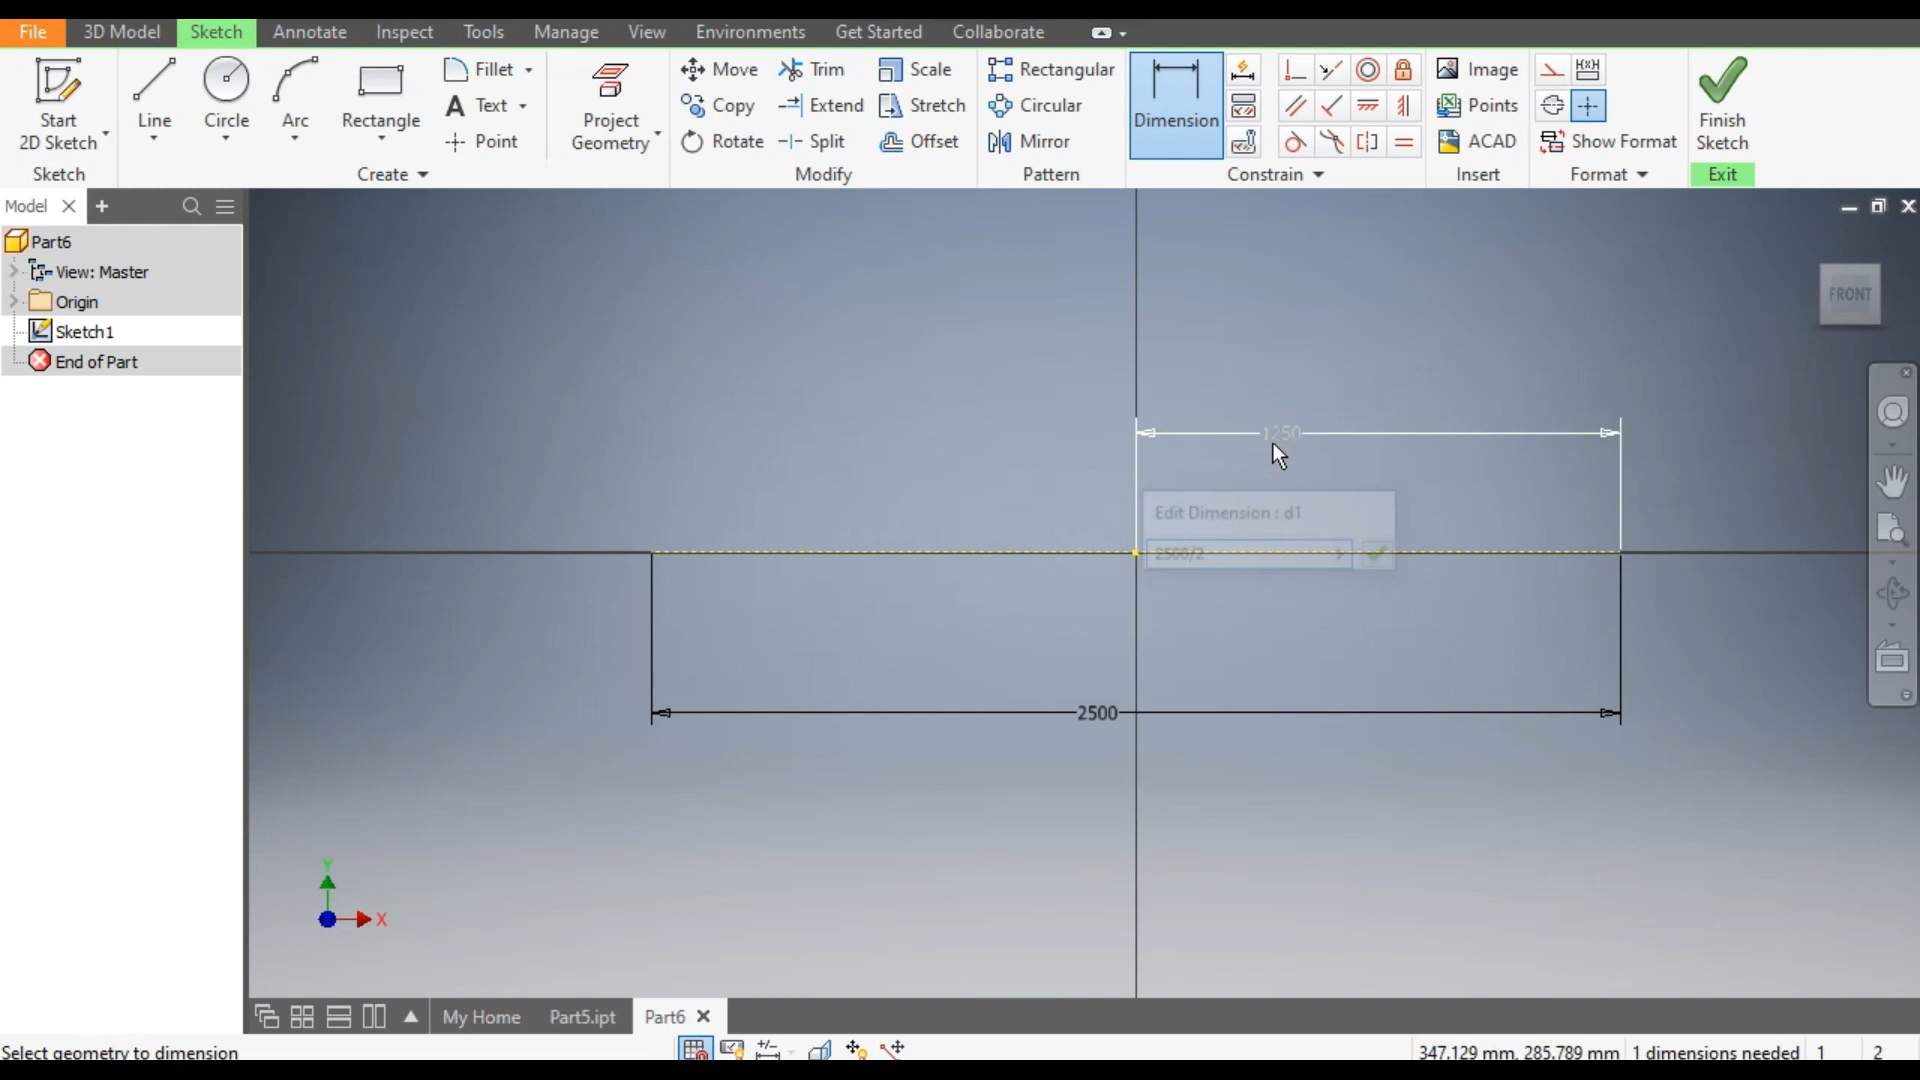 File 3D Model Sketch Annotate Inspect Tools Manage View Environments Get Started Collaborate
Start 2D Sketch
Line
Circle
Arc
Rectangle
Fillet
Text
Point
Project Geometry
Move Trim Scale
Copy Extend Stretch
Rotate Split Offset
Rectangular
Circular
Mirror
Dimension
Image
Points
ACAD
Show Format
Finish Sketch
Sketch Create Modify Pattern Constrain Insert Format Exit
Model
Part6
View: Master
Origin
Sketch1
End of Part
FRONT
1250
Edit Dimension : d1
2500/2
2500
Y
X
My Home Part5.ipt Part6
Select geometry to dimension 347.129 mm, 285.789 mm 1 dimensions needed 1 2